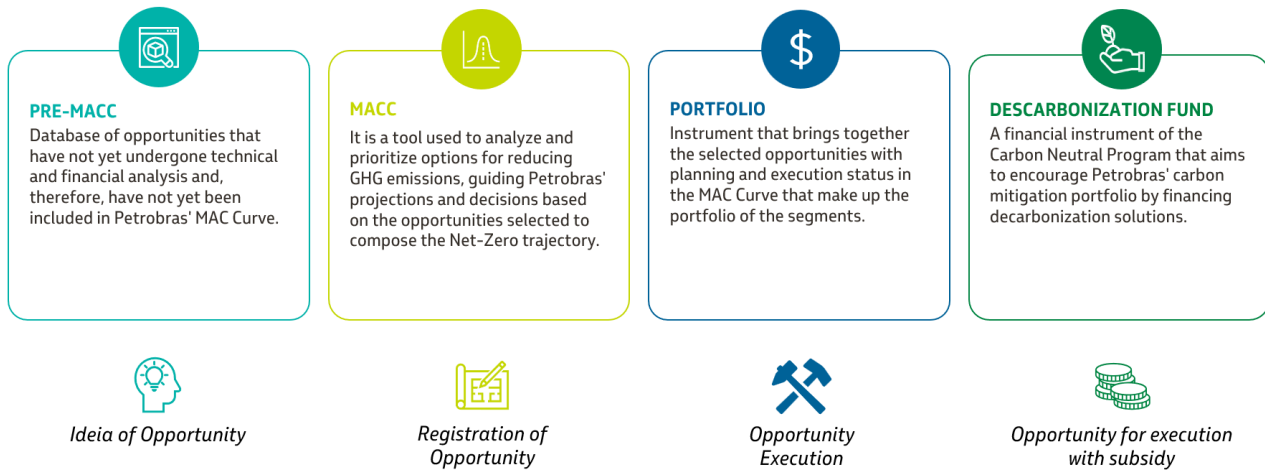 PRE-MACC
Database of opportunities that
have not yet undergone technical
and financial analysis and,
therefore, have not yet been
included in Petrobras' MAC Curve.
MACC
It is a tool used to analyze and
prioritize options for reducing
GHG emissions, guiding Petrobras'
projections and decisions based
on the opportunities selected to
compose the Net-Zero trajectory.
$
PORTFOLIO
Instrument that brings together
the selected opportunities with
planning and execution status in
the MAC Curve that make up the
portfolio of the segments.
DESCARBONIZATION FUND
A financial instrument of the
Carbon Neutral Program that aims
to encourage Petrobras' carbon
mitigation portfolio by financing
decarbonization solutions.
Ideia of Opportunity
Registration of
Opportunity
Opportunity
Execution
Opportunity for execution
with subsidy